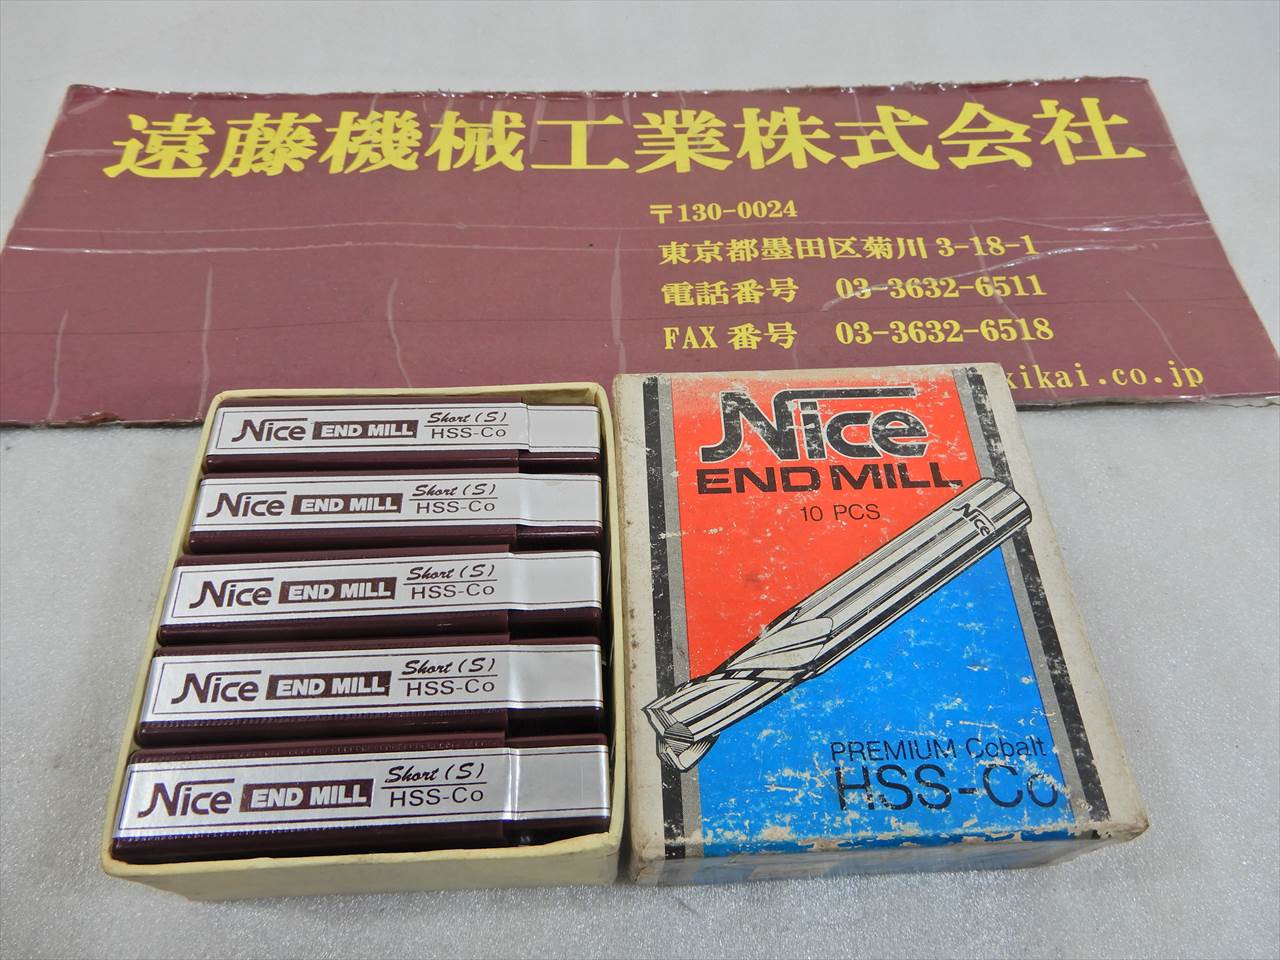 遠藤機械工業株式会社
〒130-0024
東京都墨田区菊川 3-18-1
電話番号 03-3632-6511
FAX 番号 03-3632-6518
kikai.co.jp
Nice END MILL Short (S) HSS-Co
Nice END MILL Short (S) HSS-Co
Nice END MILL Short (S) HSS-Co
Nice END MILL Short (S) HSS-Co
Nice END MILL Short (S) HSS-Co
Nice
END MILL
10 PCS
Nice
PREMIUM Cobalt
HSS-Co